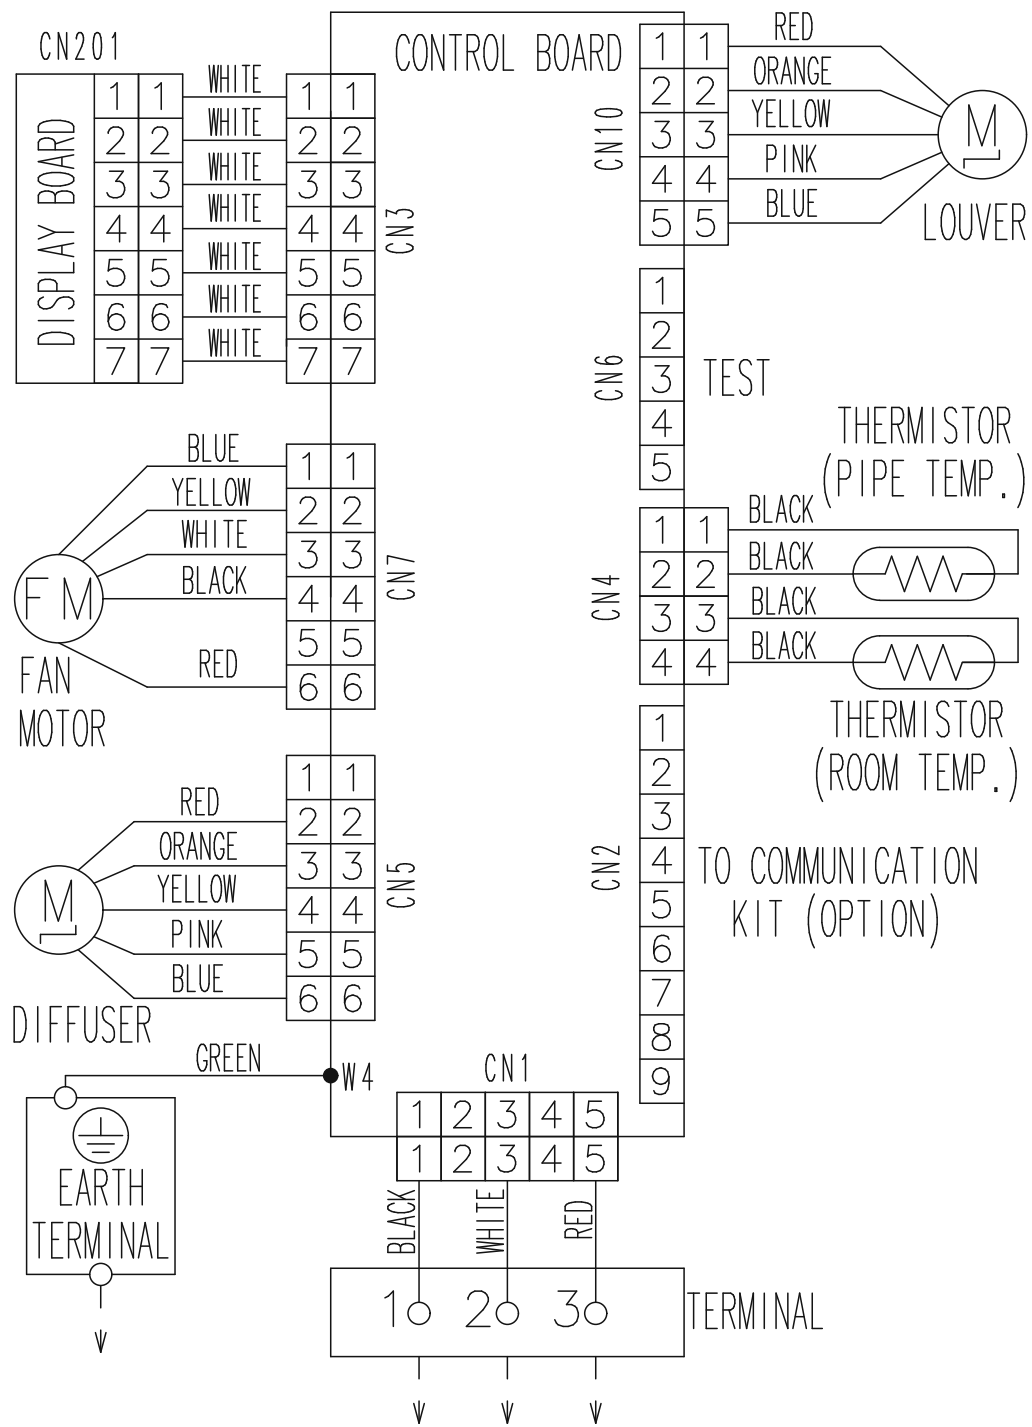 CN201
DISPLAY BOARD
1 1 WHITE 1 1
2 2 WHITE 2 2
3 3 WHITE 3 3
4 4 WHITE 4 4
5 5 WHITE 5 5
6 6 WHITE 6 6
7 7 WHITE 7 7
CN3
CONTROL BOARD
CN10
1 1 RED
2 2 ORANGE
3 3 YELLOW
4 4 PINK
5 5 BLUE
M
LOUVER
CN6
1
2
3
4
5
TEST
THERMISTOR
(PIPE TEMP.)
CN4
1 1 BLACK
2 2 BLACK
3 3 BLACK
4 4 BLACK
THERMISTOR
(ROOM TEMP.)
FM
FAN
MOTOR
BLUE 1 1
YELLOW 2 2
WHITE 3 3
BLACK 4 4
5 5
RED 6 6
CN7
M
DIFFUSER
1 1
RED 2 2
ORANGE 3 3
YELLOW 4 4
PINK 5 5
BLUE 6 6
CN5
CN2
1
2
3
4
5
6
7
8
9
TO COMMUNICATION
KIT (OPTION)
GREEN
W4
EARTH
TERMINAL
CN1
1 2 3 4 5
1 2 3 4 5
BLACK
WHITE
RED
1 2 3
TERMINAL